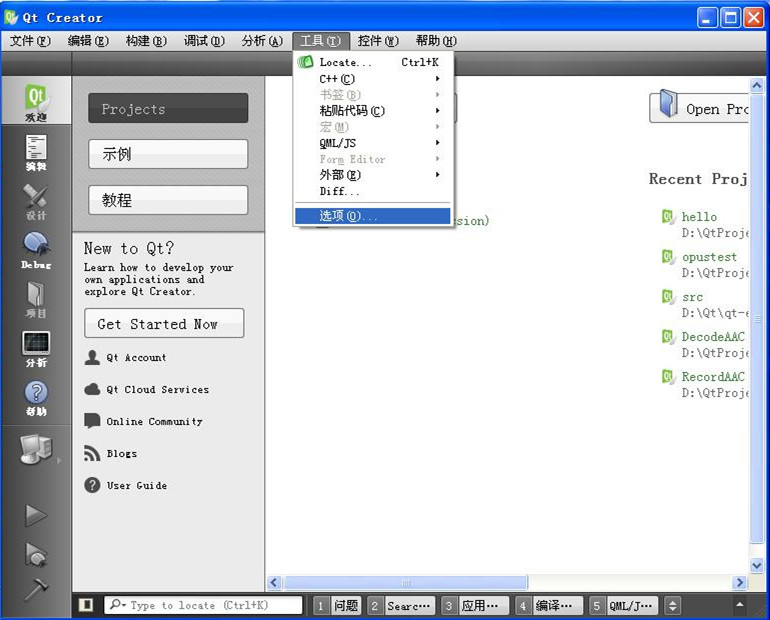 Qt Creator
文件(F) 编辑(E) 构建(B) 调试(D) 分析(A) 工具(T) 控件(W) 帮助(H)
Locate... Ctrl+K
C++(C)
书签(B)
粘贴代码(C)
宏(M)
QML/JS
Form Editor
外部(E)
Diff...
选项(O)...
欢迎
编辑
设计
Debug
项目
分析
帮助
Projects
示例
教程
New to Qt?
Learn how to develop your
own applications and
explore Qt Creator.
Get Started Now
Qt Account
Qt Cloud Services
Online Community
Blogs
User Guide
ssion)
Open Pro
Recent Proj
hello
D:\QtProje
opustest
D:\QtProje
src
D:\Qt\qt-e
DecodeAAC
D:\QtProje
RecordAAC
D:\QtProje
Type to locate (Ctrl+K)
1 问题 2 Searc... 3 应用... 4 编译... 5 QML/J...